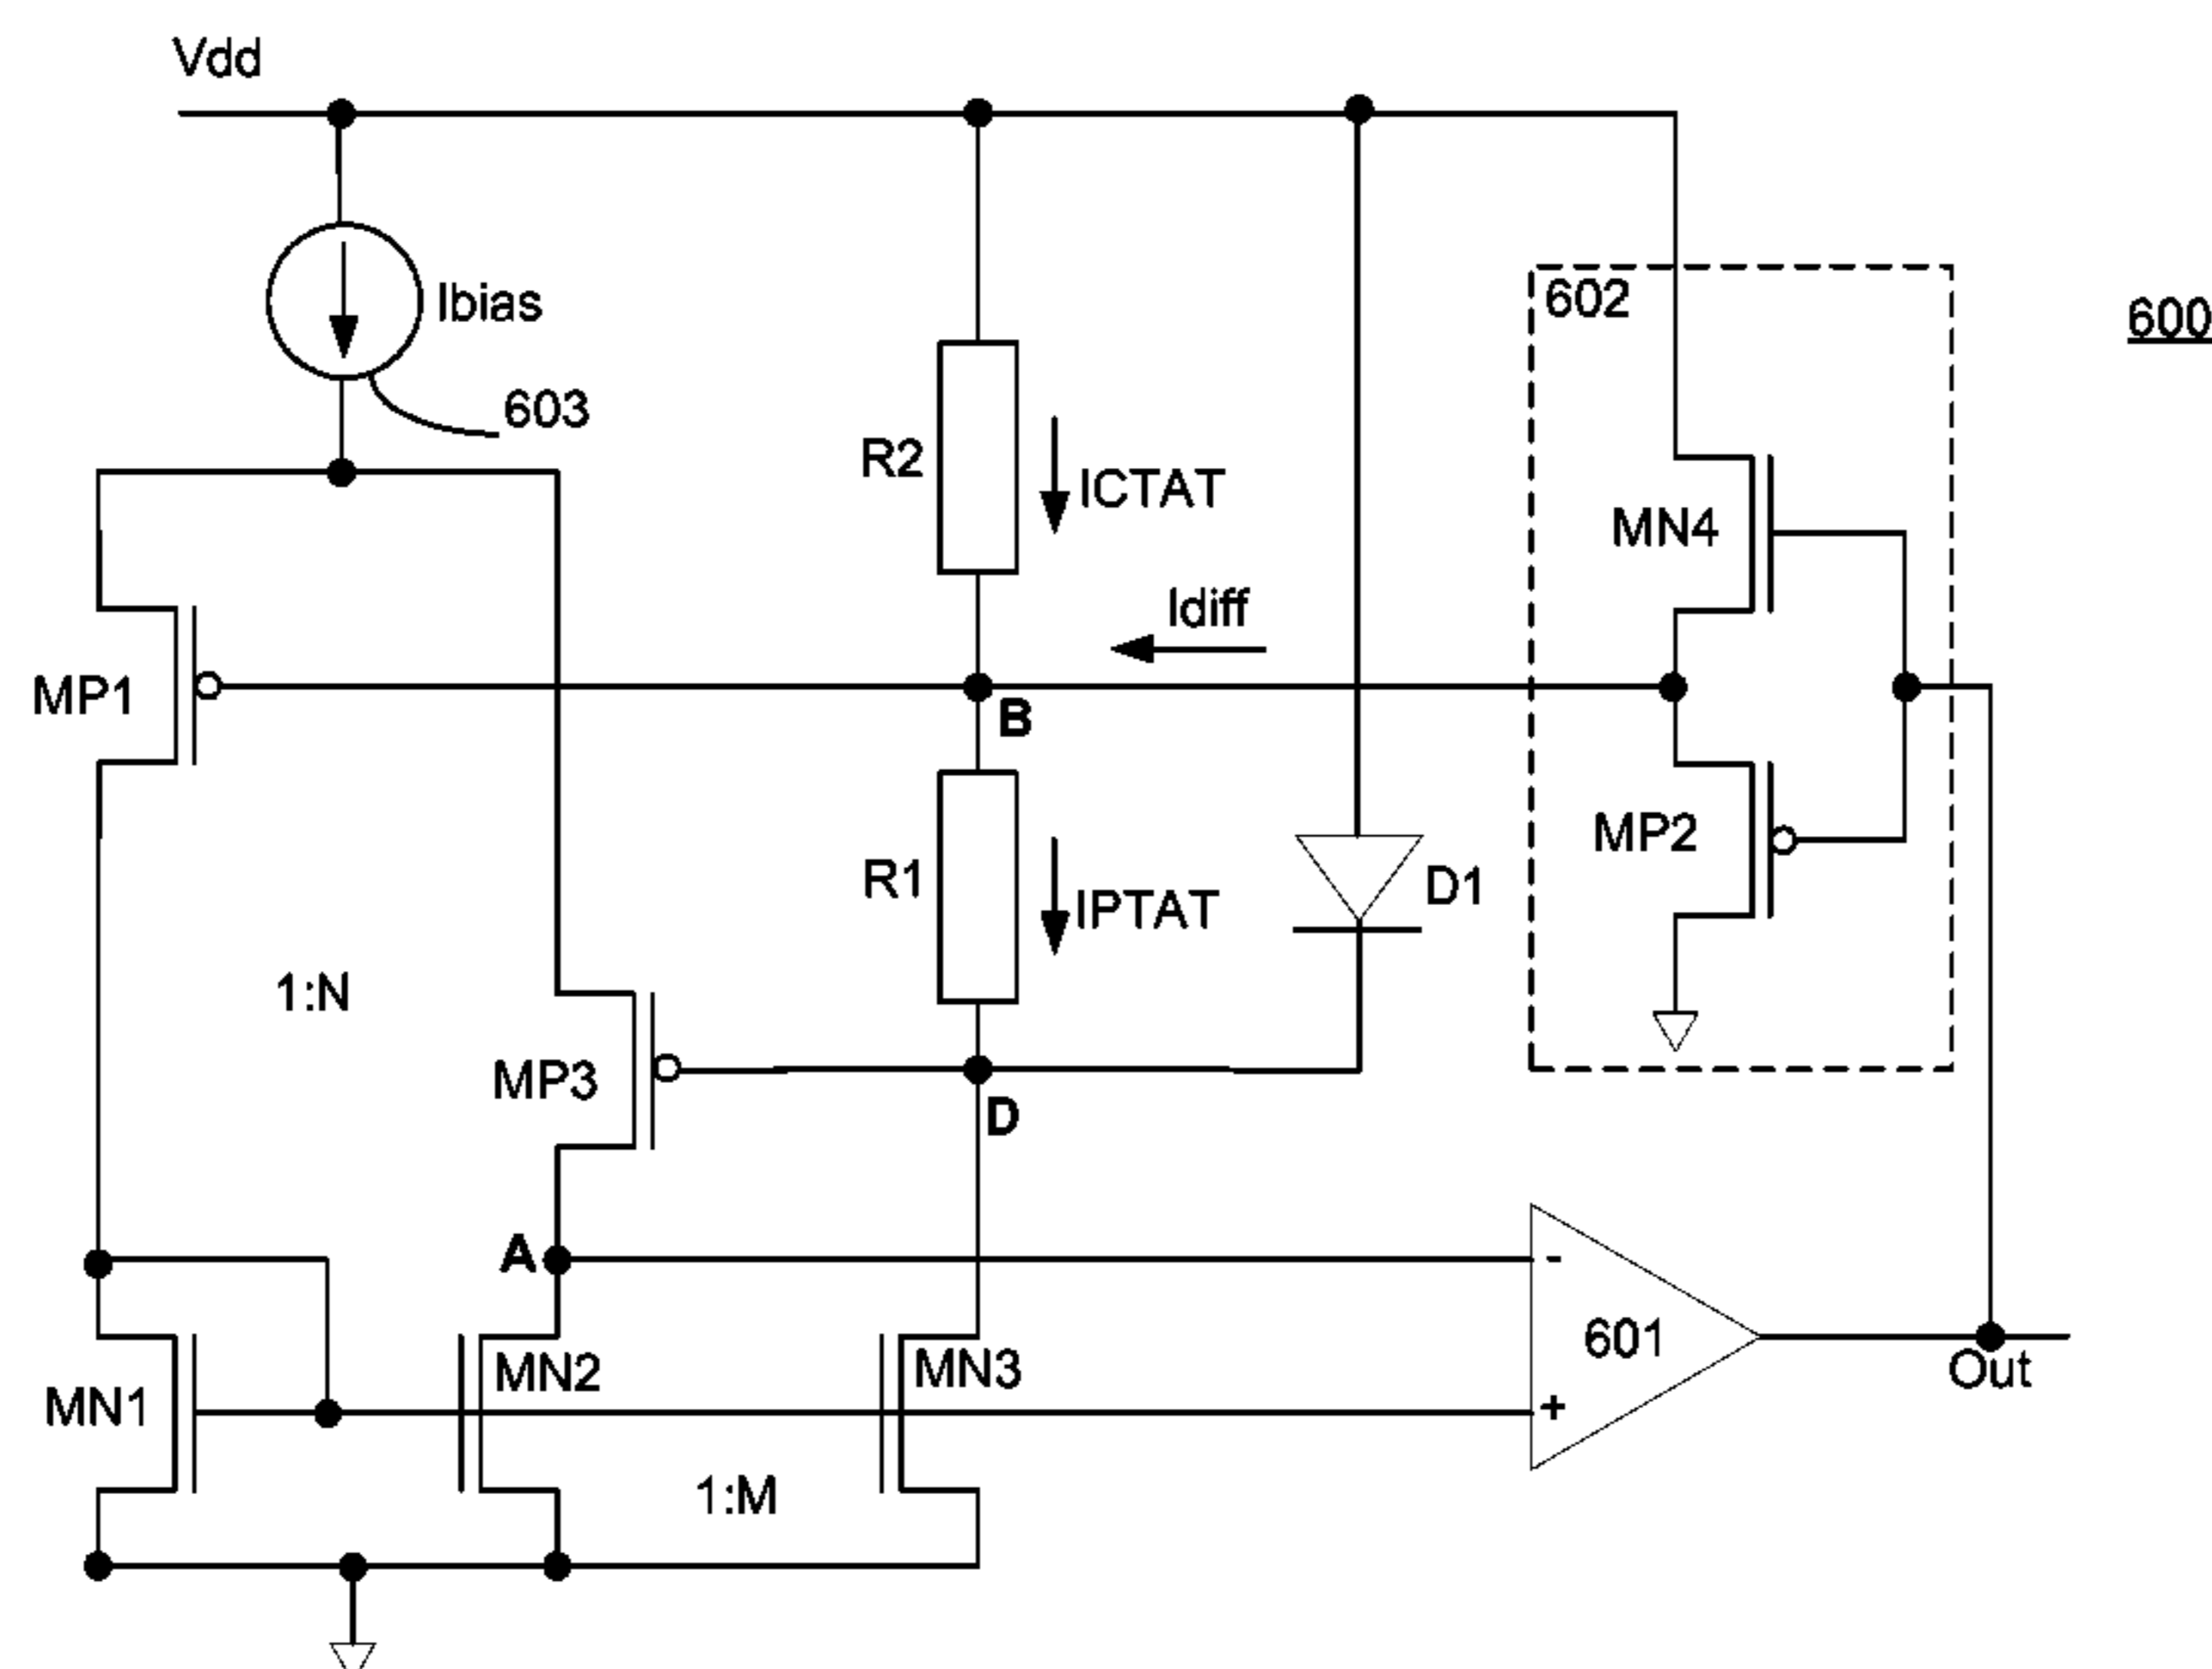 Vdd
602
600
Ibias
603
R2
ICTAT
MN4
Idiff
MP1
B
MP2
R1
IPTAT
D1
1:N
MP3
D
A
-
601
MN2
MN3
Out
MN1
+
1:M